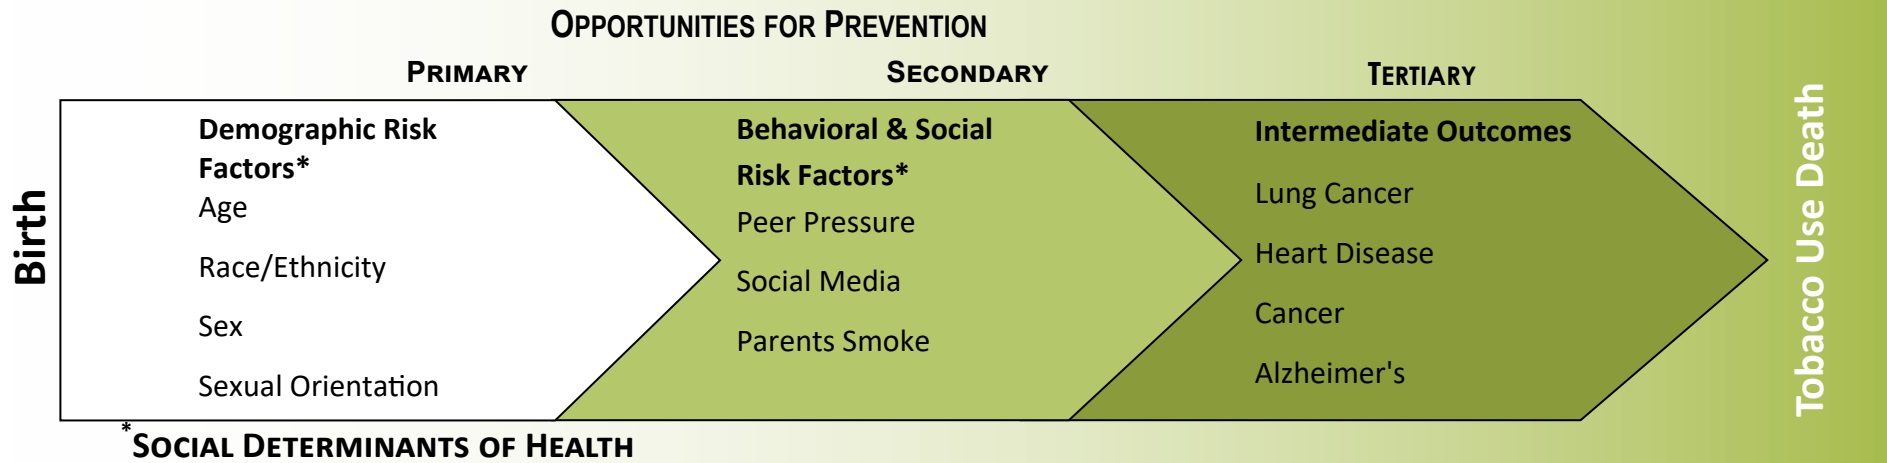 OPPORTUNITIES FOR PREVENTION
PRIMARY
SECONDARY
TERTIARY
Birth
Demographic Risk
Factors*
Age
Race/Ethnicity
Sex
Sexual Orientation
Behavioral & Social
Risk Factors*
Peer Pressure
Social Media
Parents Smoke
Intermediate Outcomes
Lung Cancer
Heart Disease
Cancer
Alzheimer's
Tobacco Use Death
*SOCIAL DETERMINANTS OF HEALTH